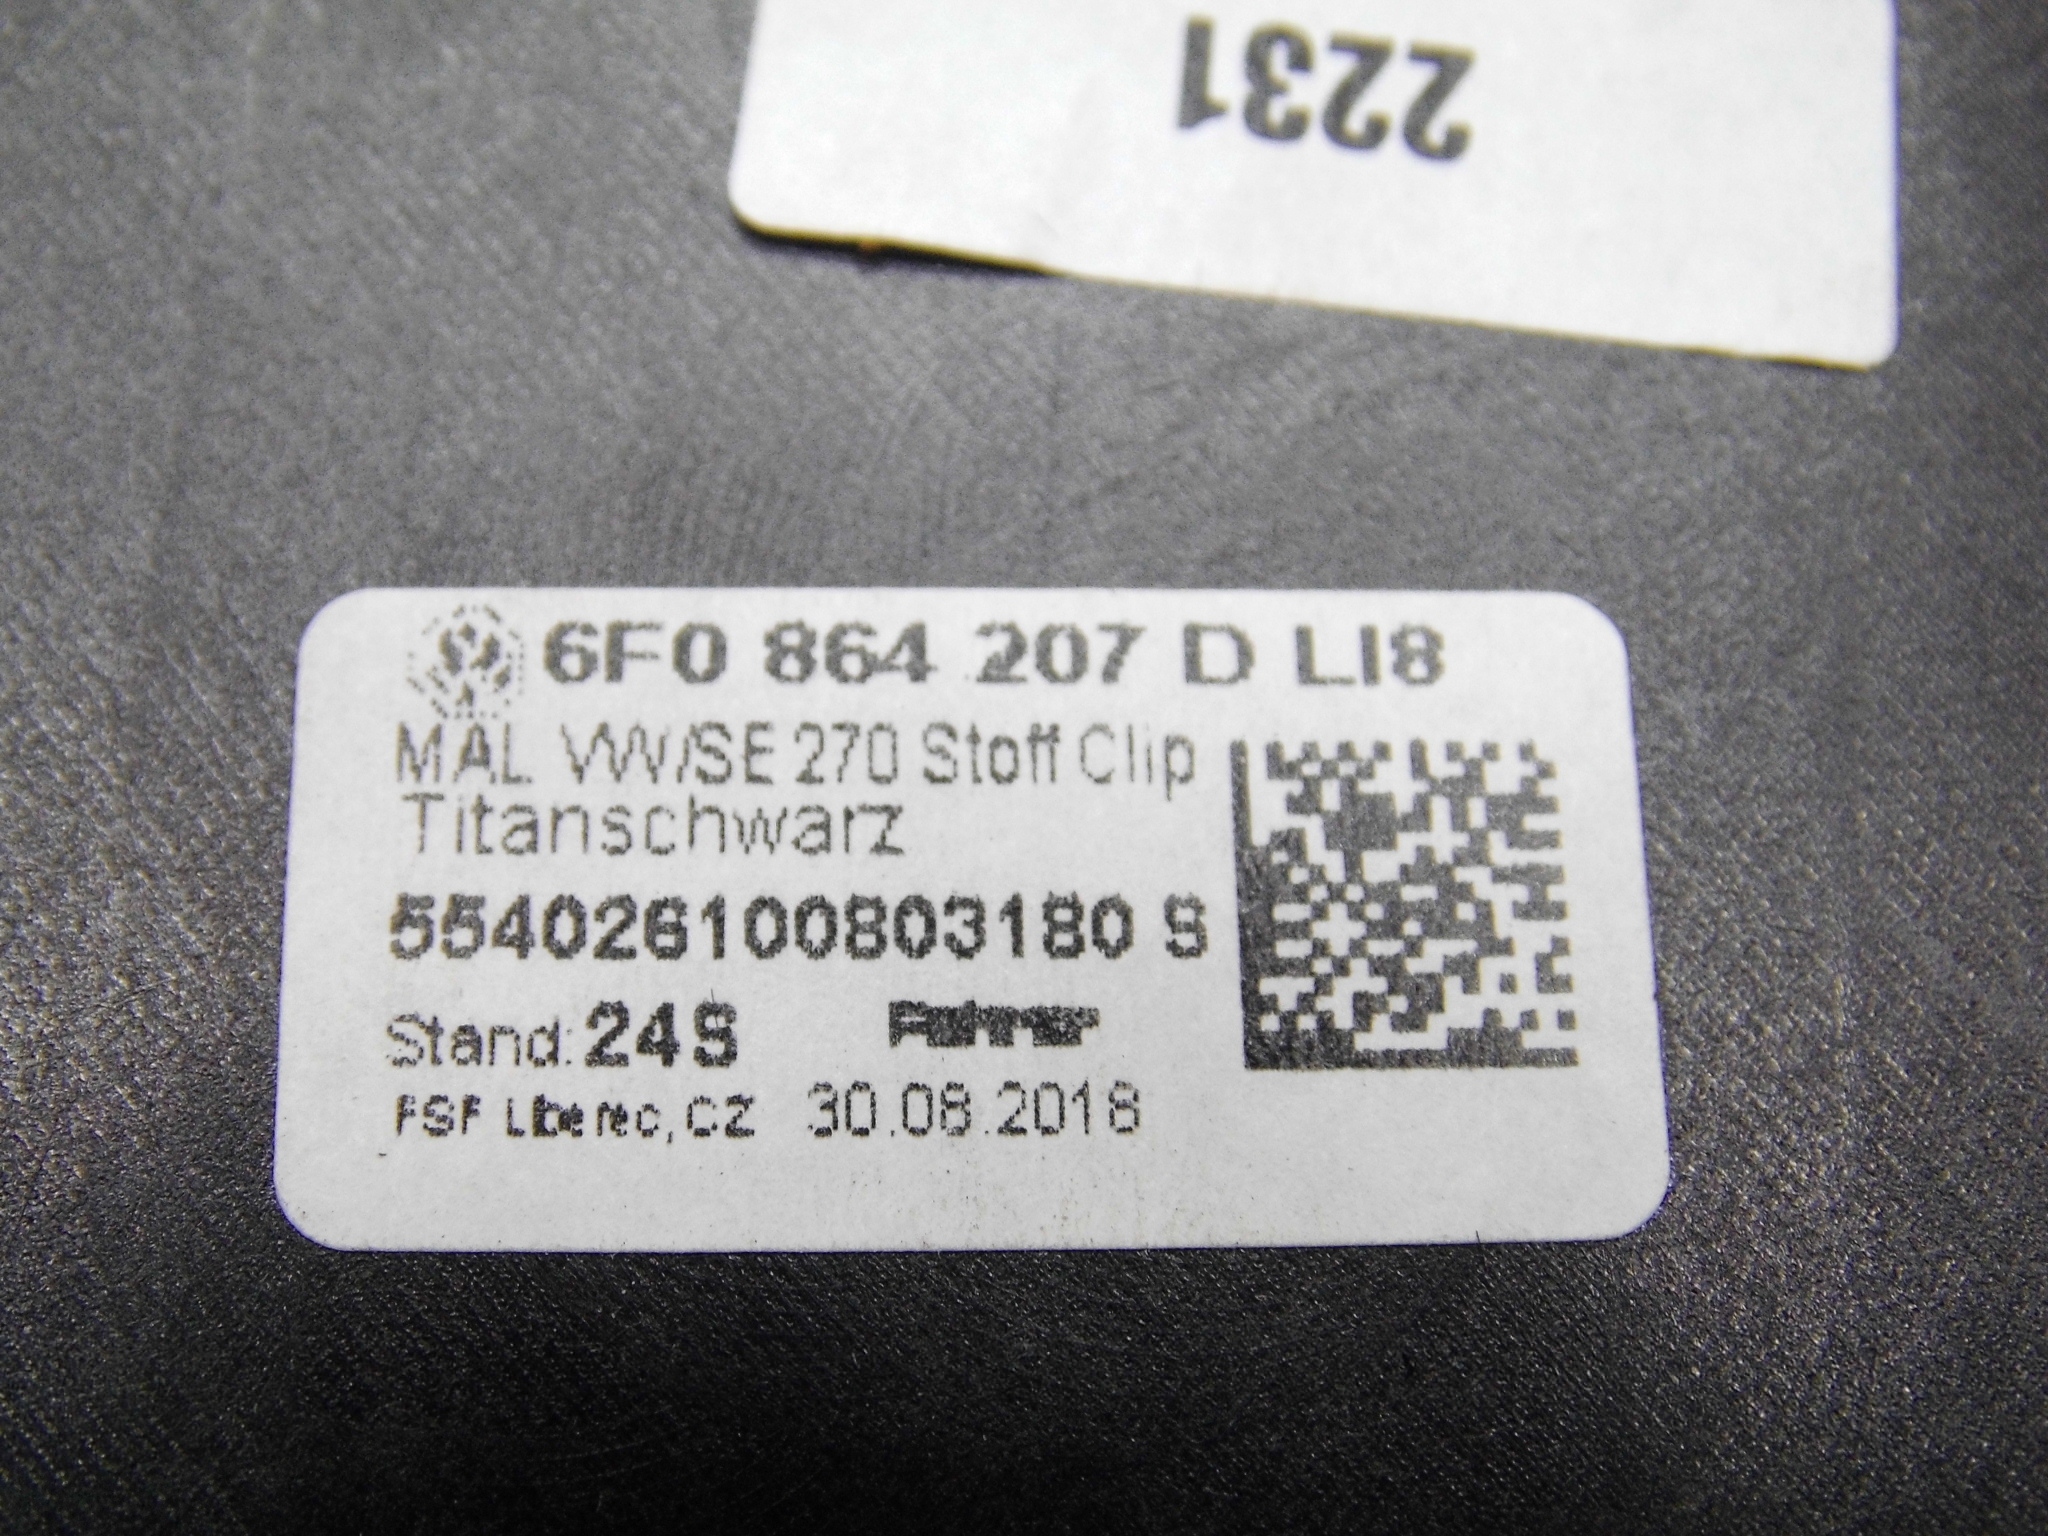 2231
6F0 864 207 D LI8
MAL VW/SE 270 Stoff Clip
Titanschwarz
554026100803180 S
Stand: 24S Fehrer
FSF Liberec, CZ 30.08.2018